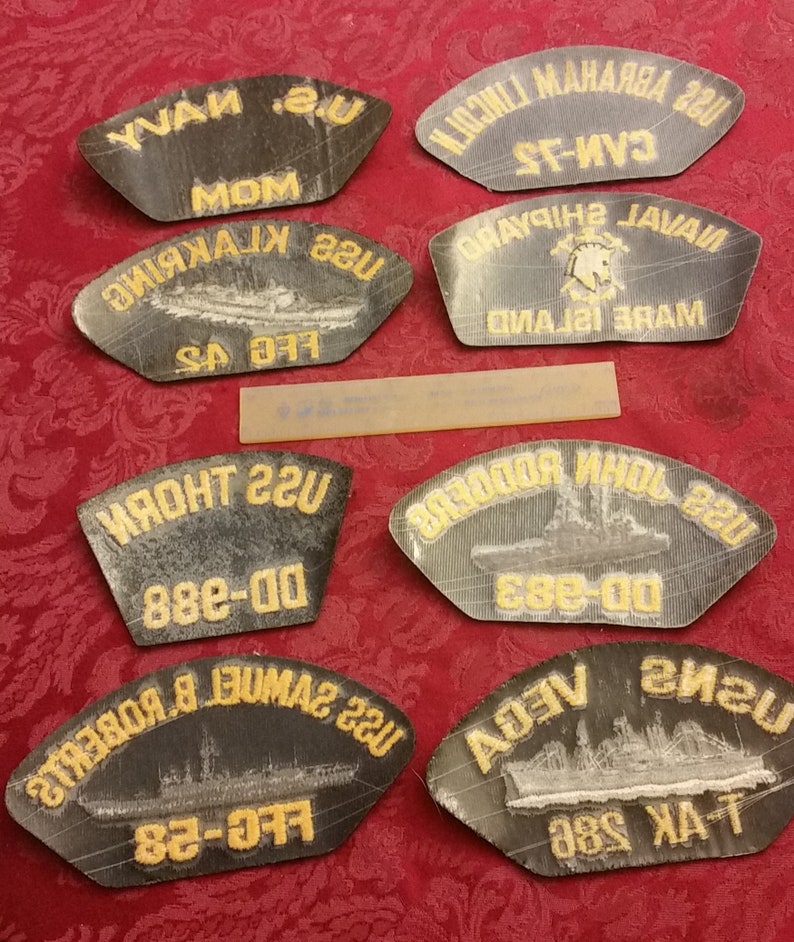 U.S. NAVY
MOM
USS ABRAHAM LINCOLN
CVN-72
USS KLAKRING
FFG 42
NAVAL SHIPYARD
MARE ISLAND
USS THORN
DD-988
USS JOHN RODGERS
DD-983
USS SAMUEL B. ROBERTS
FFG-58
USNS VEGA
T-AK 286